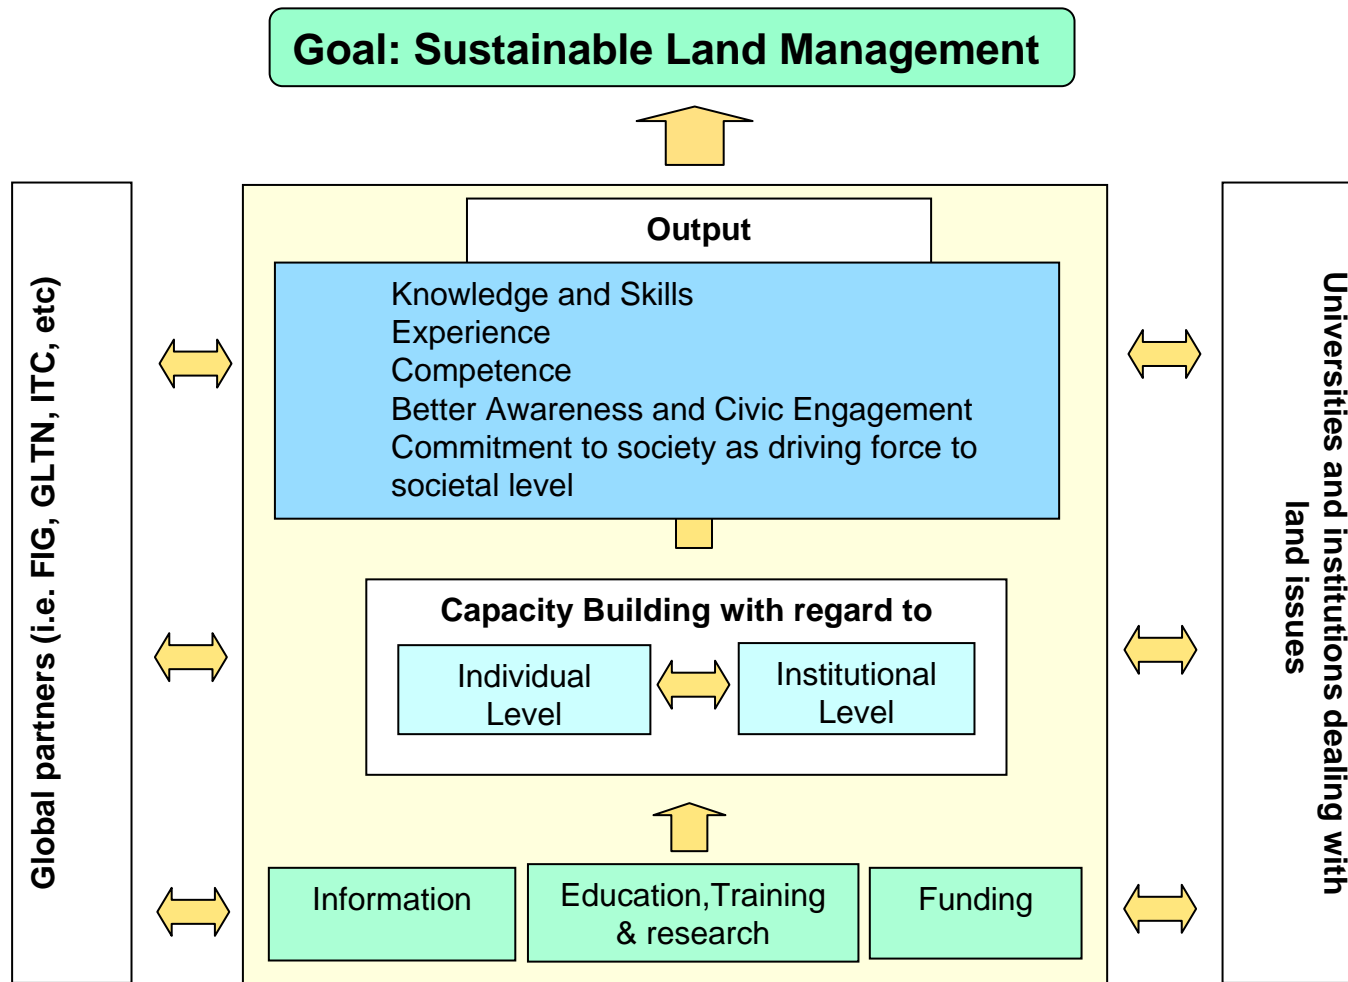 Goal: Sustainable Land Management
Global partners (i.e. FIG, GLTN, ITC, etc)
Output
Knowledge and Skills
Experience
Competence
Better Awareness and Civic Engagement
Commitment to society as driving force to
societal level
Capacity Building with regard to
Individual
Level
Institutional
Level
Information
Education,Training
& research
Funding
Universities and institutions dealing with
land issues